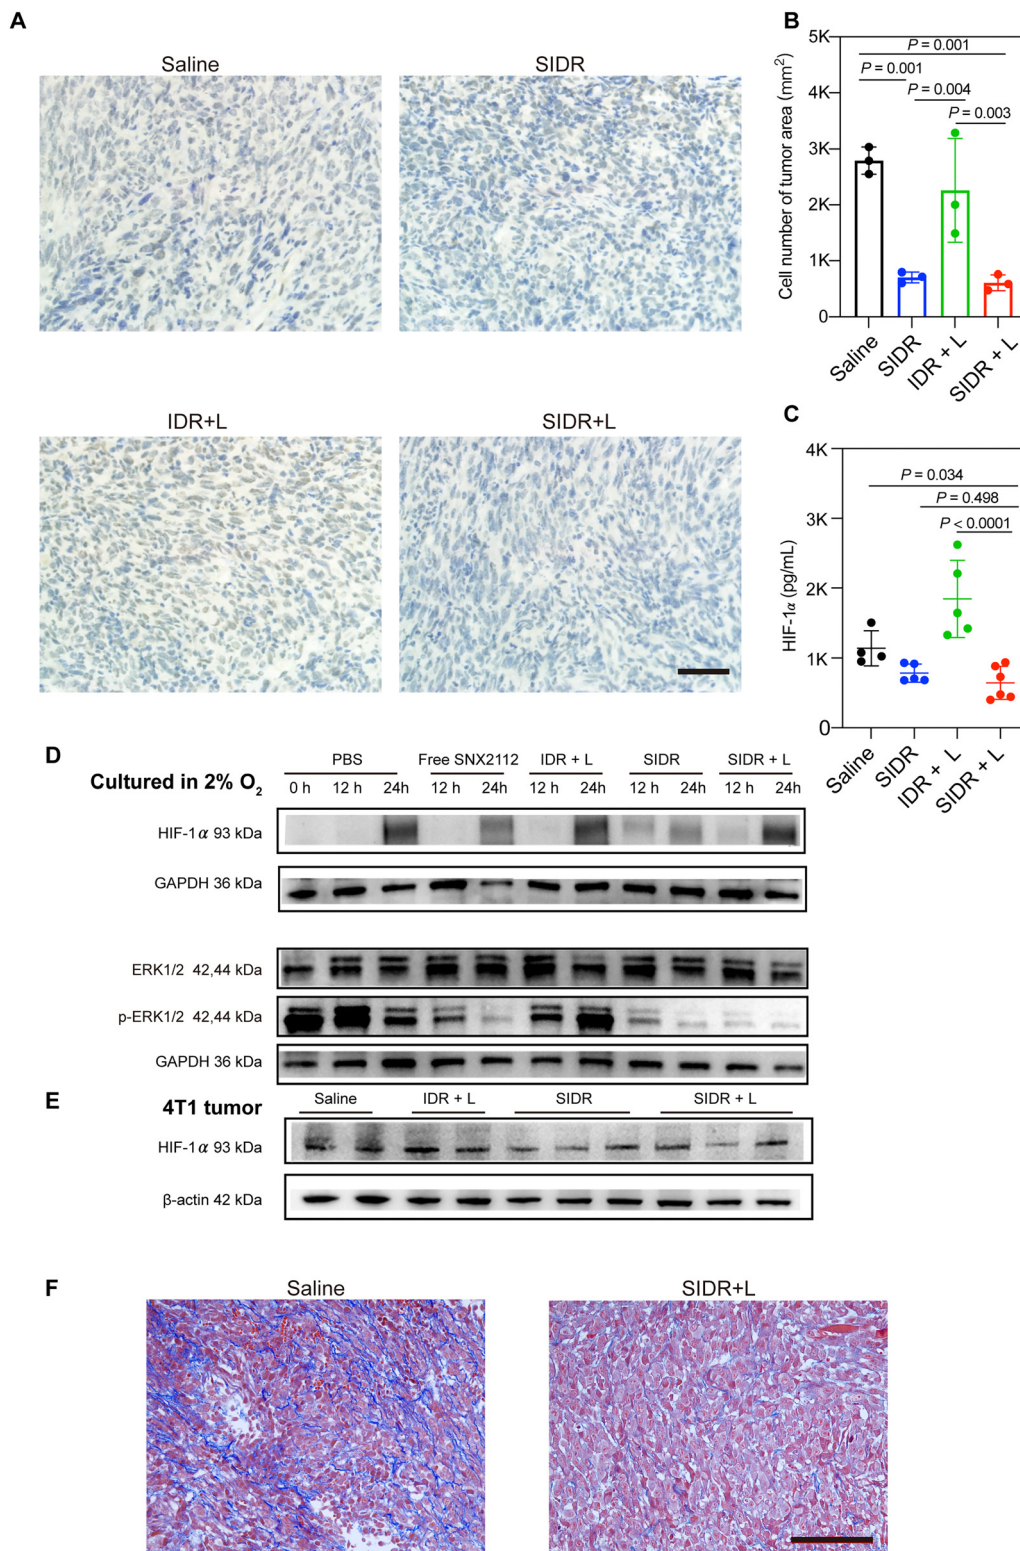 A
Saline
SIDR
IDR+L
SIDR+L
B
Cell number of tumor area (mm²)
5K
4K
3K
2K
1K
0
P = 0.001
P = 0.001
P = 0.004
P = 0.003
Saline
SIDR
IDR + L
SIDR + L
C
HIF-1α (pg/mL)
4K
3K
2K
1K
0
P = 0.034
P = 0.498
P < 0.0001
Saline
SIDR
IDR + L
SIDR + L
D
Cultured in 2% O₂
PBS Free SNX2112 IDR + L SIDR SIDR + L
0 h 12 h 24h 12 h 24h 12 h 24h 12 h 24h 12 h 24h
HIF-1α 93 kDa
GAPDH 36 kDa
ERK1/2 42,44 kDa
p-ERK1/2 42,44 kDa
GAPDH 36 kDa
E
4T1 tumor
Saline IDR + L SIDR SIDR + L
HIF-1α 93 kDa
β-actin 42 kDa
F
Saline
SIDR+L